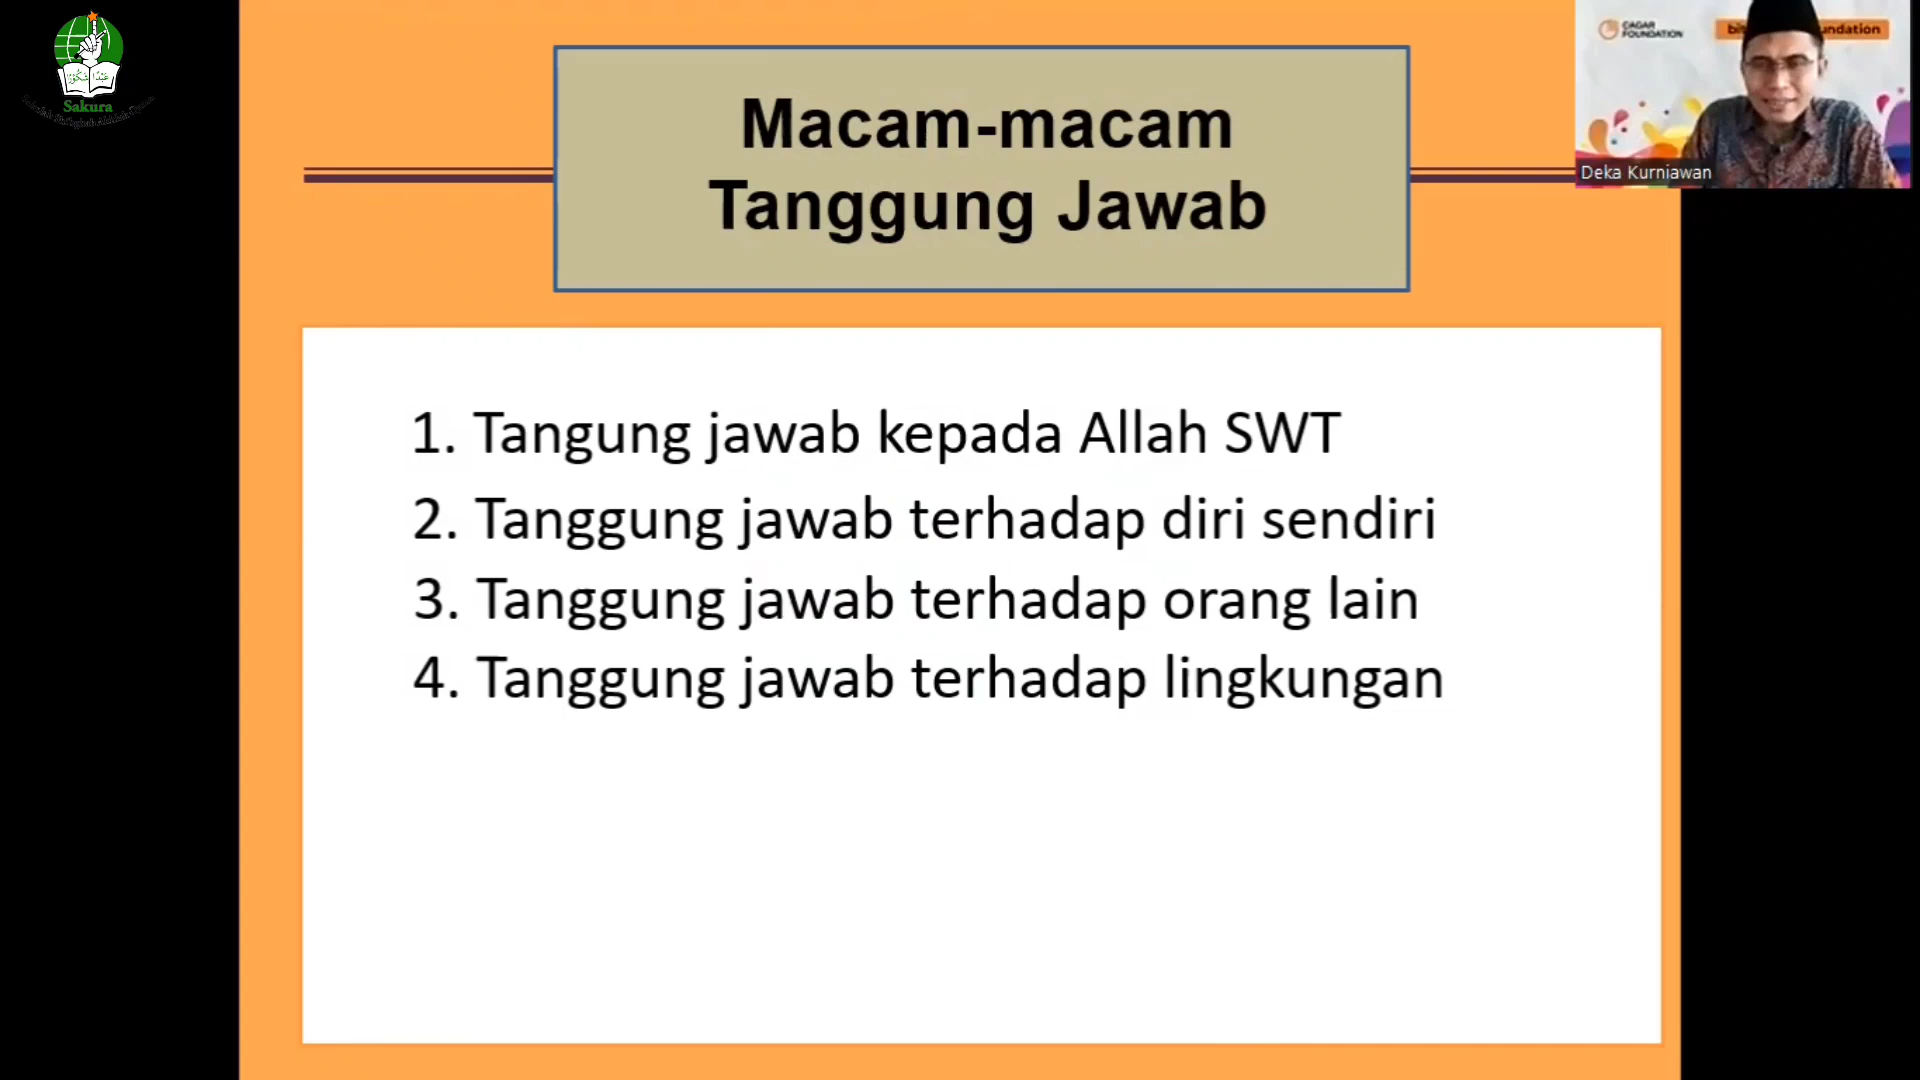 Sakura
CAGAR
FOUNDATION
Deka Kurniawan
Macam-macam
Tanggung Jawab
1. Tangung jawab kepada Allah SWT
2. Tanggung jawab terhadap diri sendiri
3. Tanggung jawab terhadap orang lain
4. Tanggung jawab terhadap lingkungan